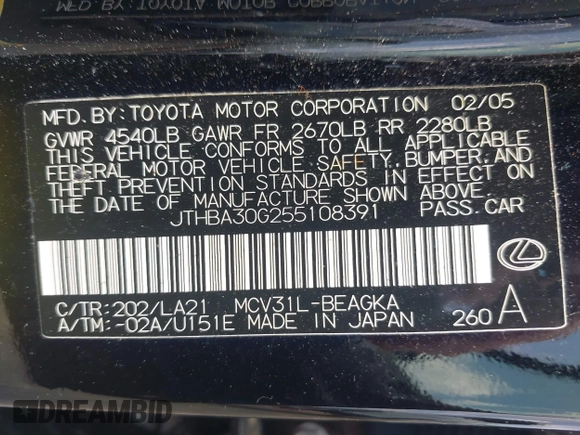 MFD.BY:TOYOTA MOTOR CORPORATION 02/05
GVWR 4540LB GAWR FR 2670LB RR 2280LB
THIS VEHICLE CONFORMS TO ALL APPLICABLE
FEDERAL MOTOR VEHICLE SAFETY, BUMPER, AND
THEFT PREVENTION STANDARDS IN EFFECT ON
THE DATE OF MANUFACTURE SHOWN ABOVE.
JTHBA30G255108391 PASS.CAR
C/TR:202/LA21 MCV31L-BEAGKA
A/TM:-02A/U151E MADE IN JAPAN 260 A
DREAMBID